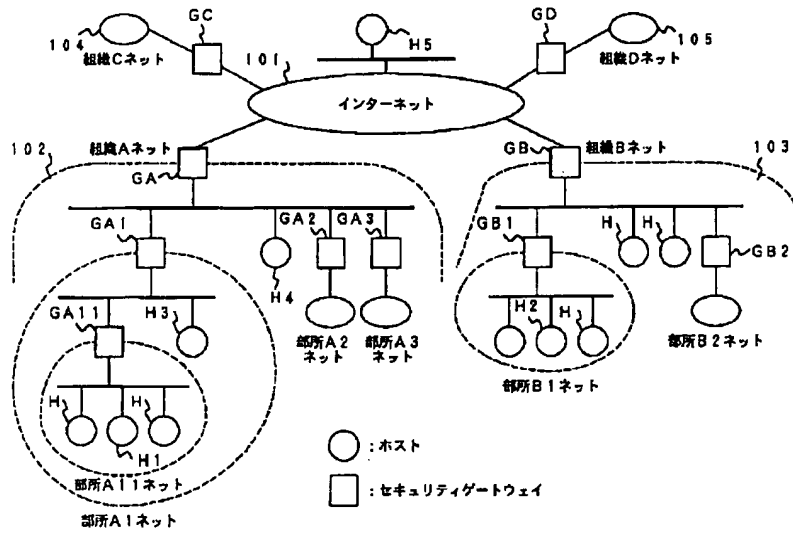 GC
GD
104
組織Cネット
101
H5
105
組織Dネット
インターネット
102
組織Aネット
GA
GB
組織Bネット
103
GA1
GA2
GA3
H4
GB1
H
H
GB2
GA11
H3
部所A2
ネット
部所A3
ネット
H2
H
部所B2ネット
部所B1ネット
H
H
H1
部所A11ネット
部所A1ネット
:ホスト
:セキュリティゲートウェイ